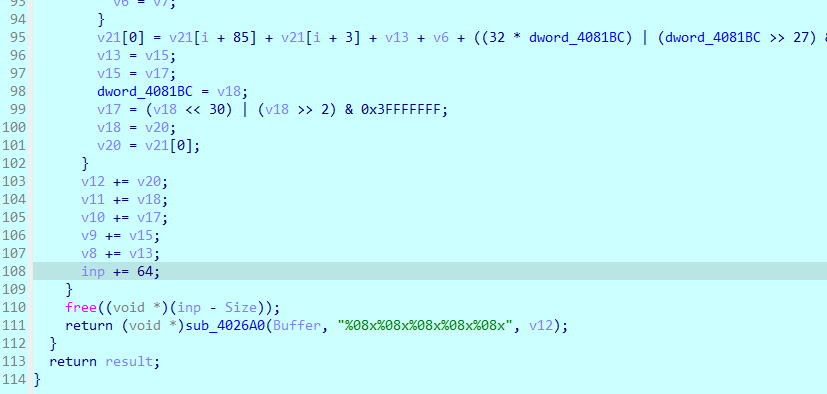 93 v6 = v7;
94 }
95 v21[0] = v21[i + 85] + v21[i + 3] + v13 + v6 + ((32 * dword_4081BC) | (dword_4081BC >> 27) &
96 v13 = v15;
97 v15 = v17;
98 dword_4081BC = v18;
99 v17 = (v18 << 30) | (v18 >> 2) & 0x3FFFFFFF;
100 v18 = v20;
101 v20 = v21[0];
102 }
103 v12 += v20;
104 v11 += v18;
105 v10 += v17;
106 v9 += v15;
107 v8 += v13;
108 inp += 64;
109 }
110 free((void *)(inp - Size));
111 return (void *)sub_4026A0(Buffer, "%08x%08x%08x%08x%08x", v12);
112 }
113 return result;
114 }